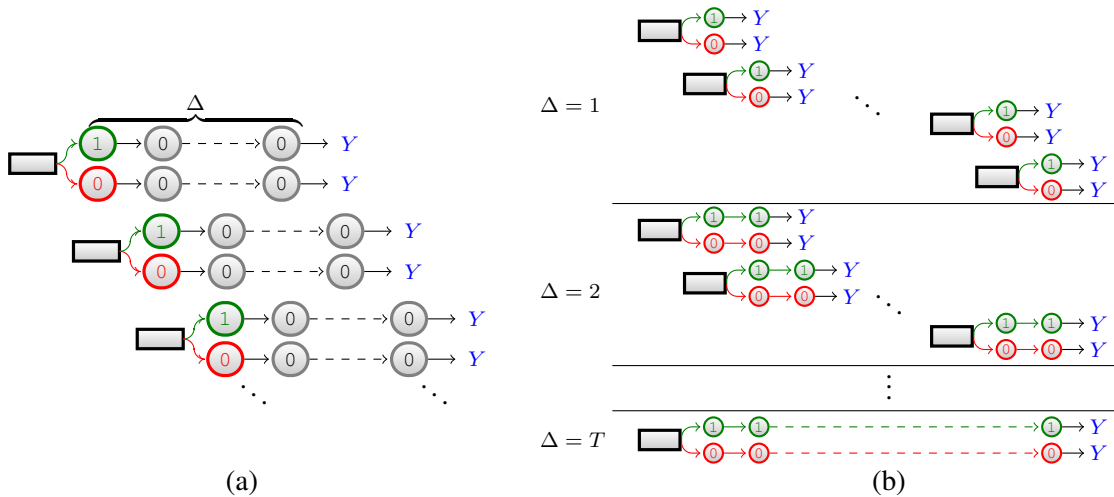 Δ
1 0 0 Y
0 0 0 Y
1 0 0 Y
0 0 0 Y
1 0 0 Y
0 0 0 Y
(a)
1 Y
0 Y
1 Y
0 Y
Δ = 1
1 Y
0 Y
1 Y
0 Y
1 1 Y
0 0 Y
1 1 Y
0 0 Y
Δ = 2
1 1 Y
0 0 Y
Δ = T
1 1 1 Y
0 0 0 Y
(b)